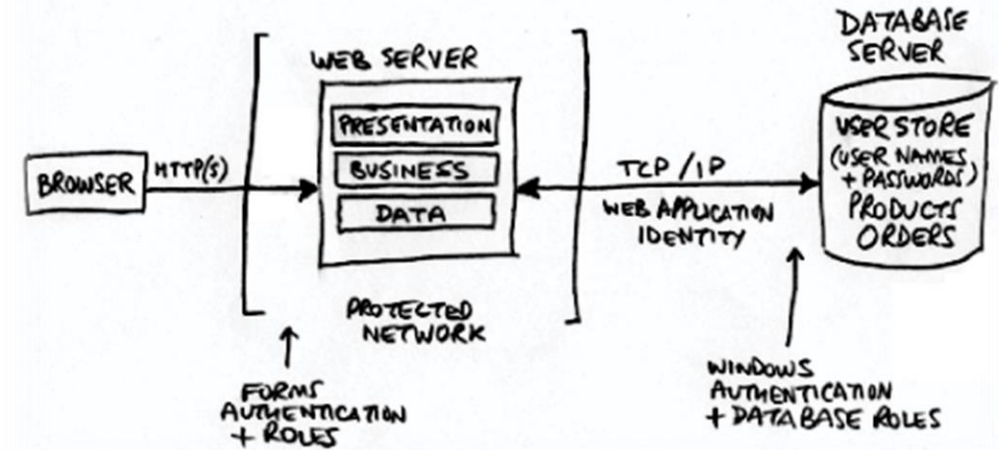 DATABASE
SERVER
WEB SERVER
PRESENTATION
BUSINESS
DATA
BROWSER
HTTP(S)
TCP/IP
WEB APPLICATION
IDENTITY
USER STORE
(USER NAMES
+ PASSWORDS)
PRODUCTS
ORDERS
PROTECTED
NETWORK
FORMS
AUTHENTICATION
+ ROLES
WINDOWS
AUTHENTICATION
+ DATABASE ROLES